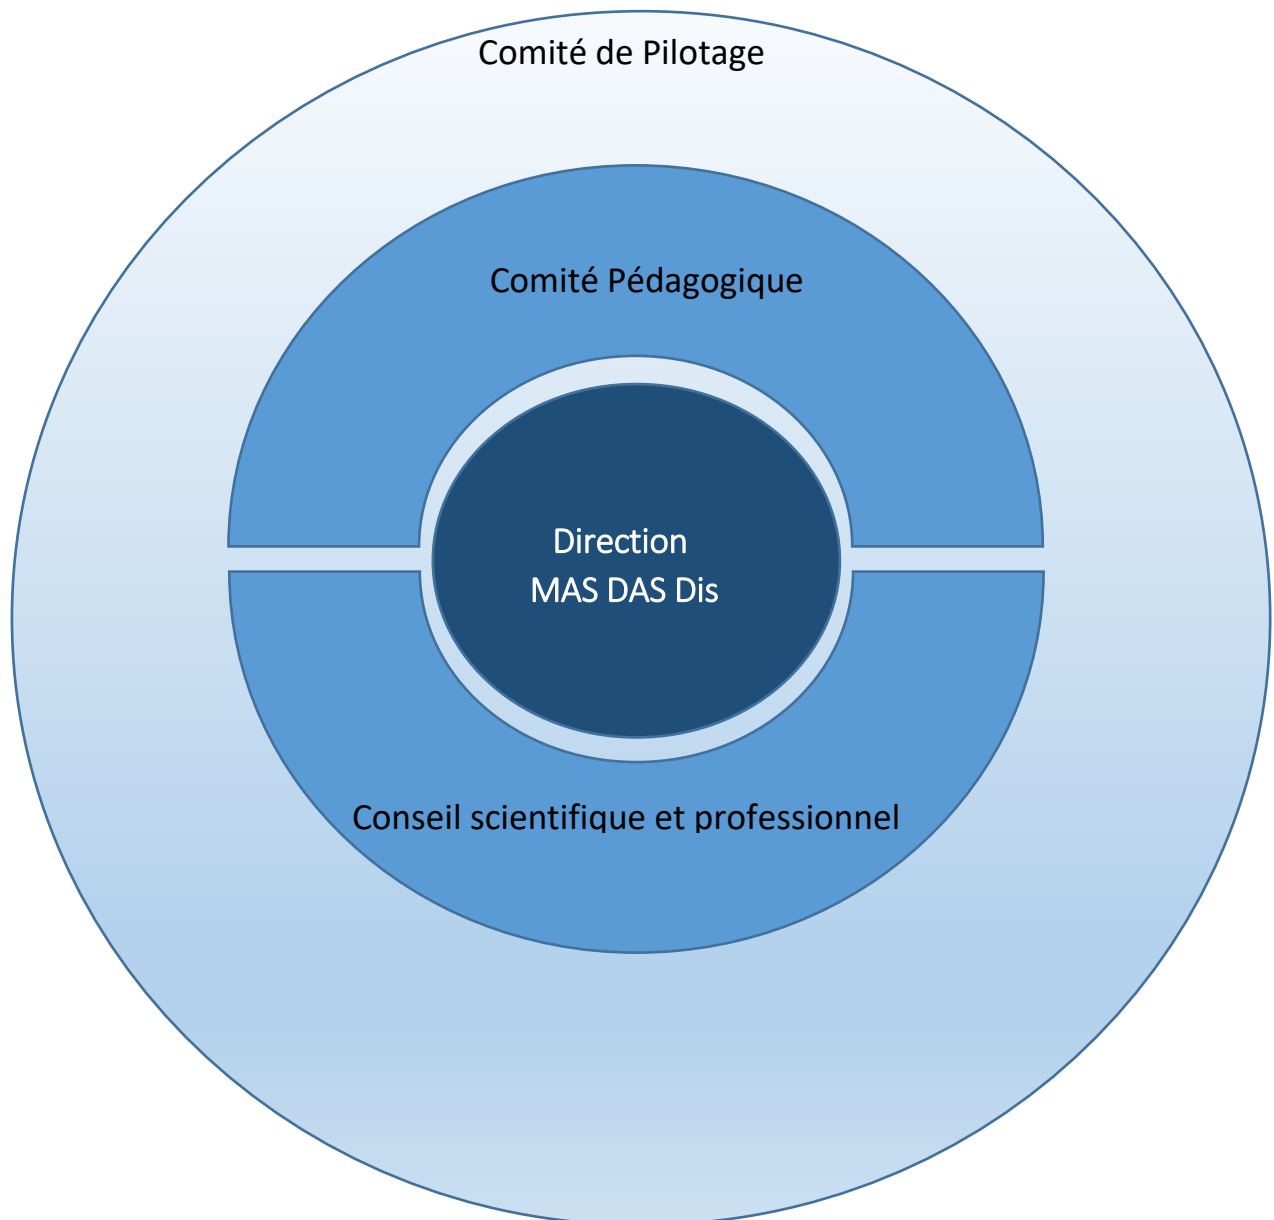 Comité de Pilotage
Comité Pédagogique
Direction
MAS DAS Dis
Conseil scientifique et professionnel